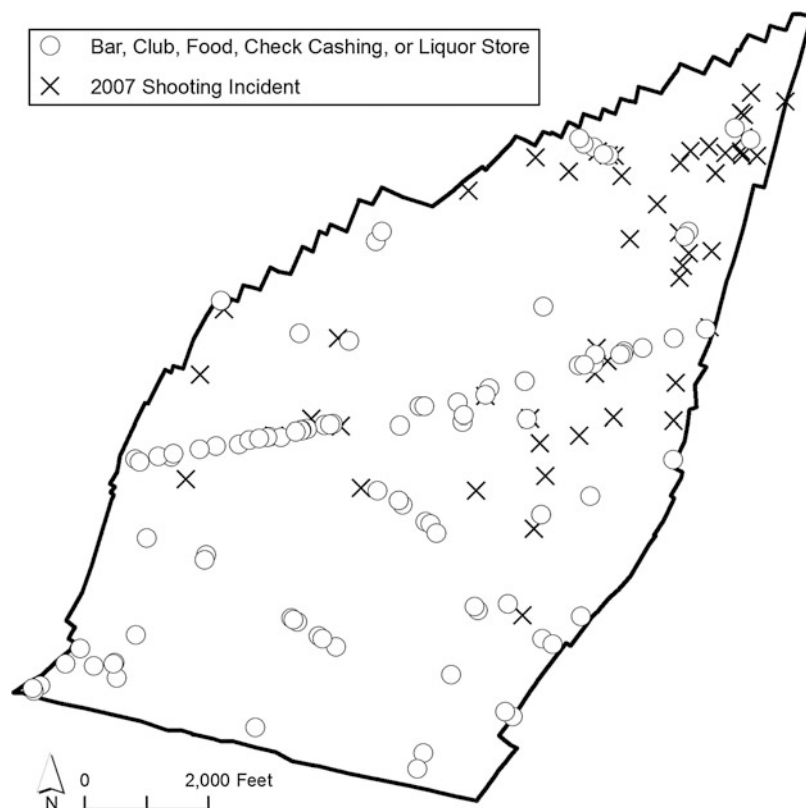 Bar, Club, Food, Check Cashing, or Liquor Store
2007 Shooting Incident
N
0
2,000 Feet